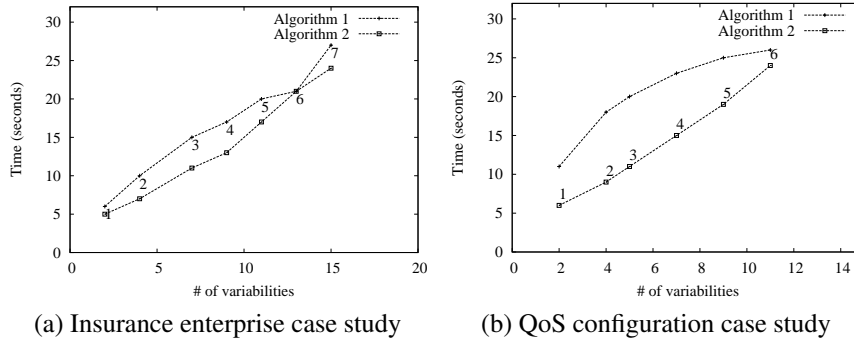 30
25
20
15
10
5
0
0 5 10 15 20
Time (seconds)
# of variabilities
Algorithm 1
Algorithm 2
1
2
3
4
5
6
7
(a) Insurance enterprise case study
30
25
20
15
10
5
0
0 2 4 6 8 10 12 14
Time (seconds)
# of variabilities
Algorithm 1
Algorithm 2
1
2
3
4
5
6
(b) QoS configuration case study